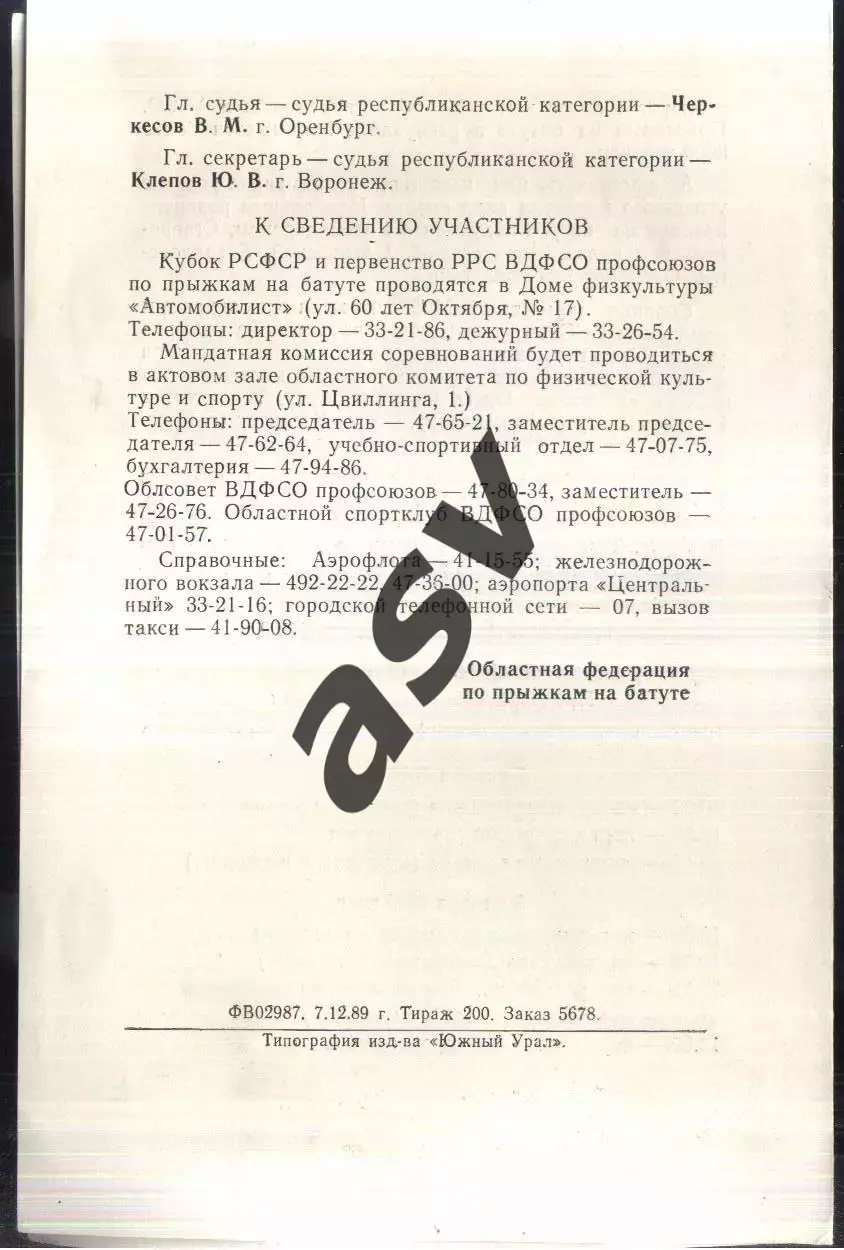 Гл. судья — судья республиканской категории — Чер-
кесов В. М. г. Оренбург.
Гл. секретарь — судья республиканской категории —
Клепов Ю. В. г. Воронеж.
К СВЕДЕНИЮ УЧАСТНИКОВ
Кубок РСФСР и первенство РРС ВДФСО профсоюзов
по прыжкам на батуте проводятся в Доме физкультуры
«Автомобилист» (ул. 60 лет Октября, № 17).
Телефоны: директор — 33-21-86, дежурный — 33-26-54.
Мандатная комиссия соревнований будет проводиться
в актовом зале областного комитета по физической куль-
туре и спорту (ул. Цвиллинга, 1.)
Телефоны: председатель — 47-65-21, заместитель предсе-
дателя — 47-62-64, учебно-спортивный отдел — 47-07-75,
бухгалтерия — 47-94-86.
Облсовет ВДФСО профсоюзов — 47-80-34, заместитель —
47-26-76. Областной спортклуб ВДФСО профсоюзов —
47-01-57.
Справочные: Аэрофлота — 41-15-55; железнодорож-
ного вокзала — 492-22-22, 47-36-00; аэропорта «Централь-
ный» 33-21-16; городской телефонной сети — 07, вызов
такси — 41-90-08.
Областная федерация
по прыжкам на батуте
asv
ФВ02987. 7.12.89 г. Тираж 200. Заказ 5678.
Типография изд-ва «Южный Урал».